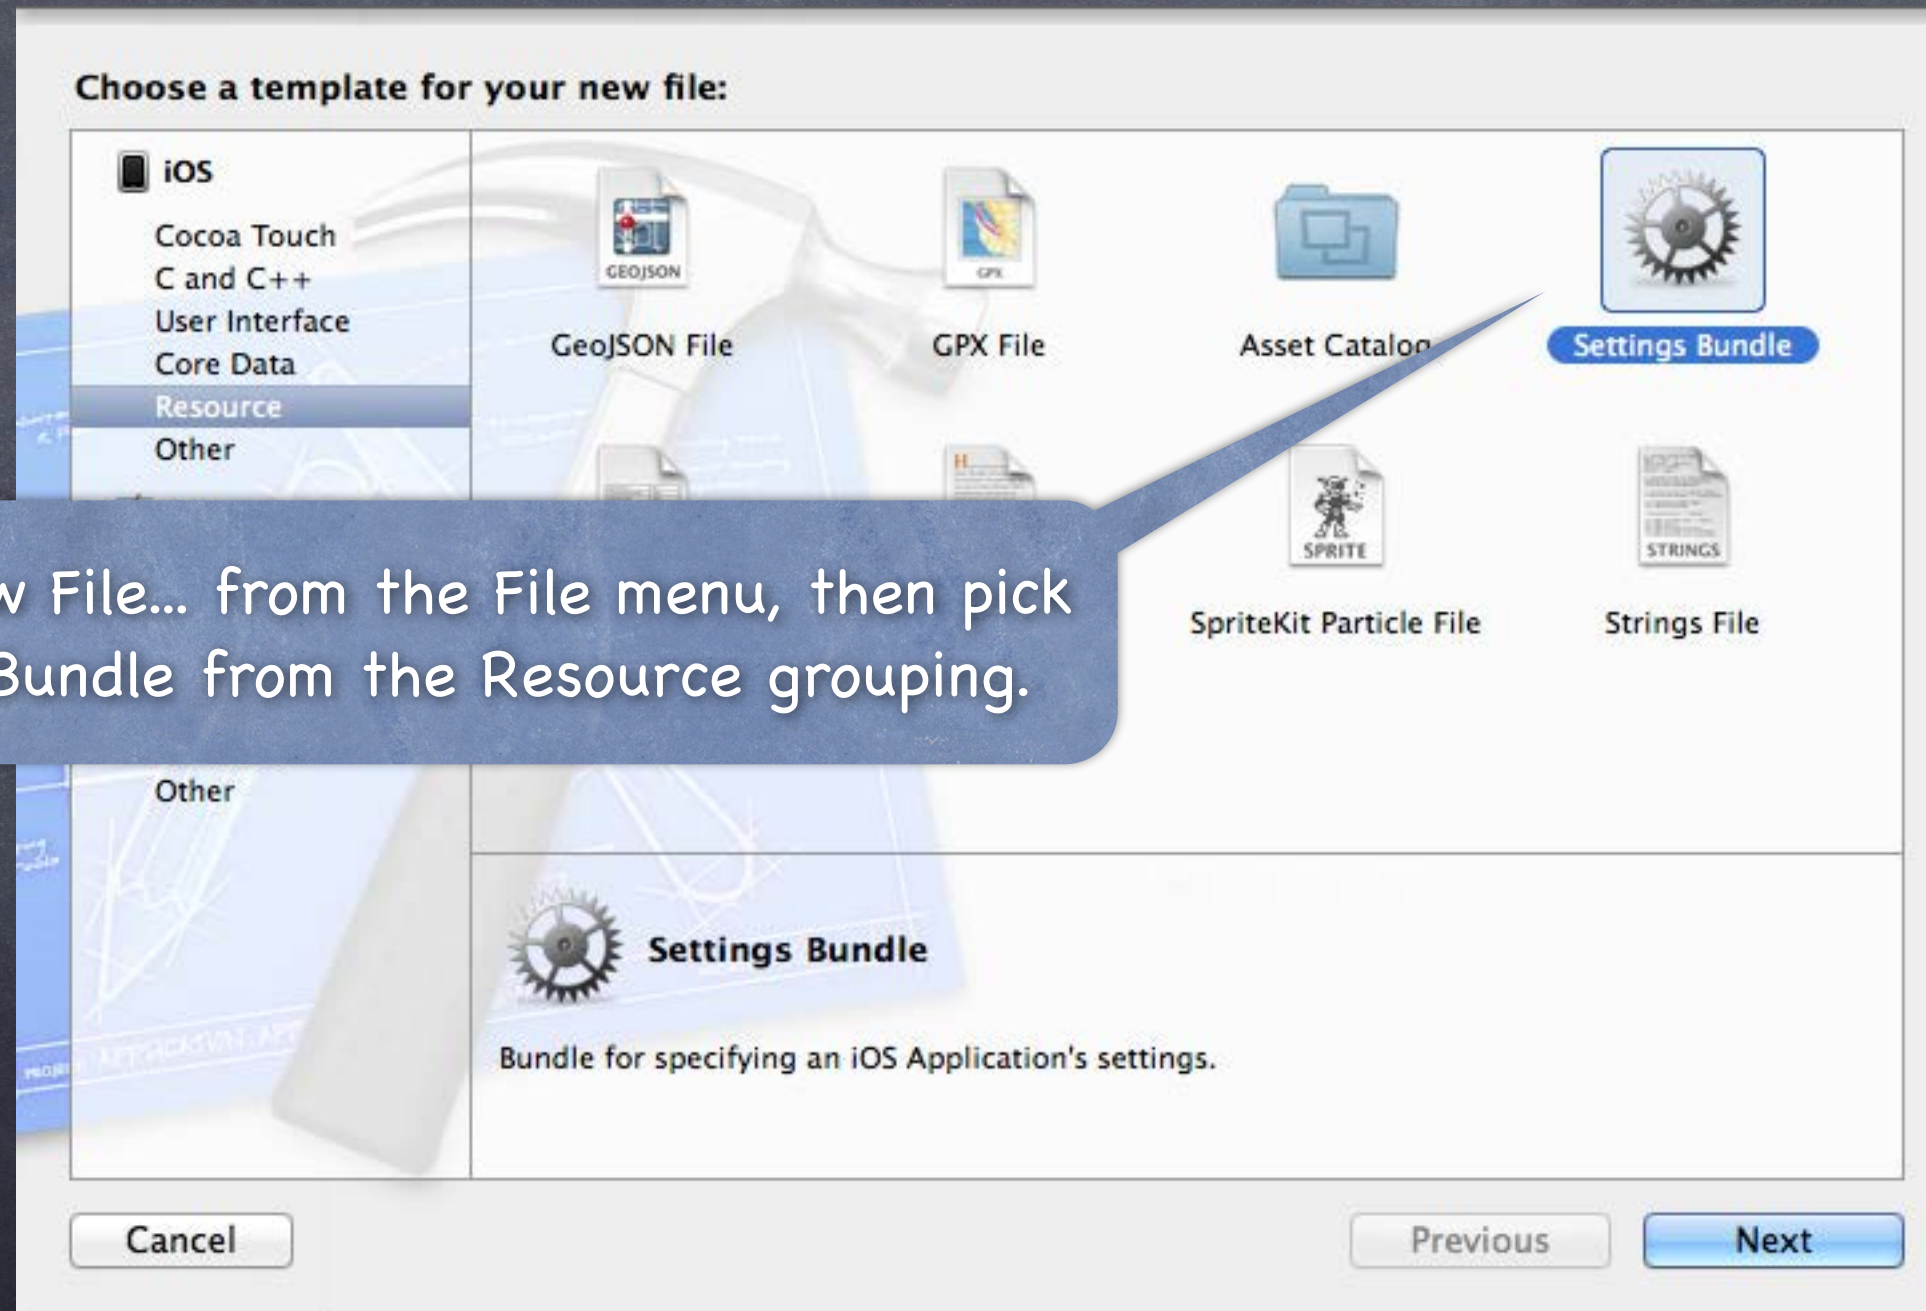 Choose a template for your new file:
iOS
Cocoa Touch
C and C++
User Interface
Core Data
Resource
Other
GEOJSON
GPX
GeoJSON File
GPX File
Asset Catalog
Settings Bundle
H
SPRITE
STRINGS
SpriteKit Particle File
Strings File
File... from the File menu, then pick
Bundle from the Resource grouping.
Other
Settings Bundle
Bundle for specifying an iOS Application's settings.
Cancel
Previous
Next